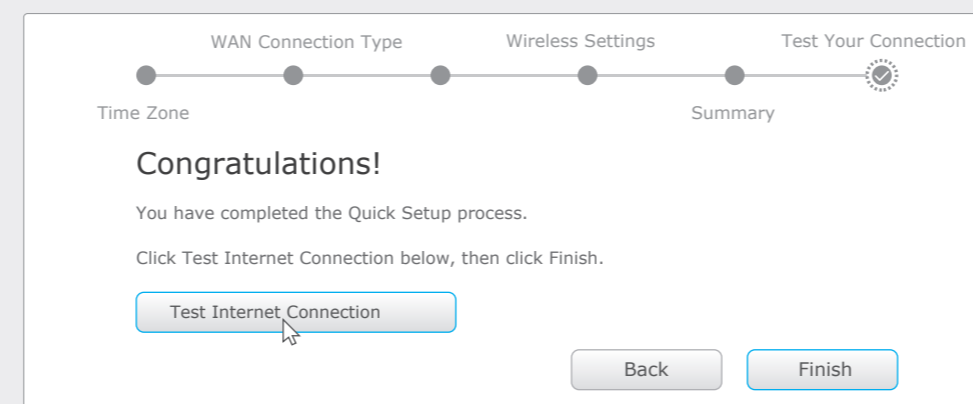 WAN Connection Type Wireless Settings Test Your Connection
Time Zone Summary
Congratulations!
You have completed the Quick Setup process.
Click Test Internet Connection below, then click Finish.
Test Internet Connection
Back Finish